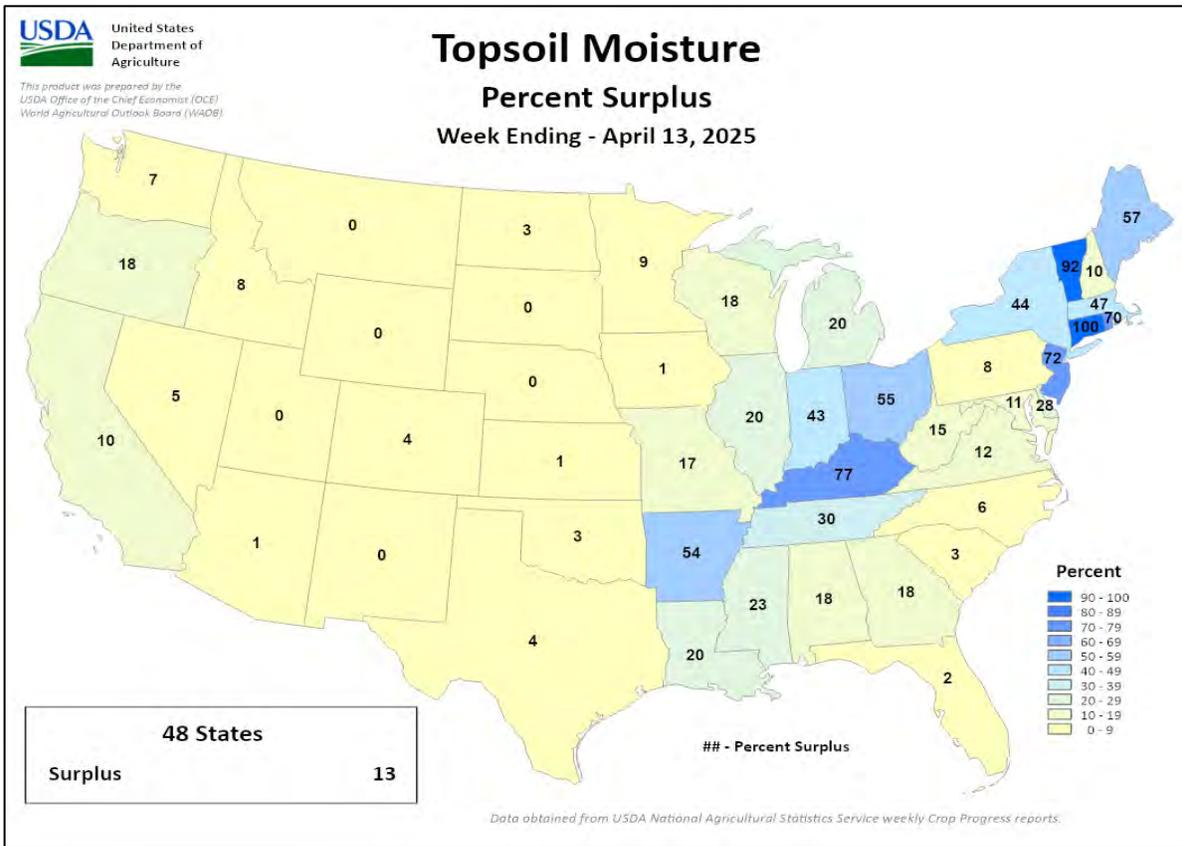 USDA
United States
Department of
Agriculture
This product was prepared by the
USDA Office of the Chief Economist (OCE)
World Agricultural Outlook Board (WAOB)
Topsoil Moisture
Percent Surplus
Week Ending - April 13, 2025
7
0
3
9
18
8
0
0
18
20
57
92
10
44
47
100
70
5
0
4
0
1
1
20
43
55
8
72
11
28
15
12
10
17
77
1
0
3
54
30
6
3
4
20
23
18
18
2
Percent
90 - 100
80 - 89
70 - 79
60 - 69
50 - 59
40 - 49
30 - 39
20 - 29
10 - 19
0 - 9
48 States
Surplus 13
## - Percent Surplus
Data obtained from USDA National Agricultural Statistics Service weekly Crop Progress reports.